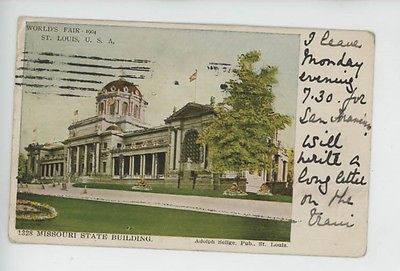 WORLD'S FAIR - 1904
ST. LOUIS, U. S. A.
1328 MISSOURI STATE BUILDING.
Adolph Selige, Pub., St. Louis.
I leave
Monday
evening
7.30. for
San
Will
write a
long letter
on the
train